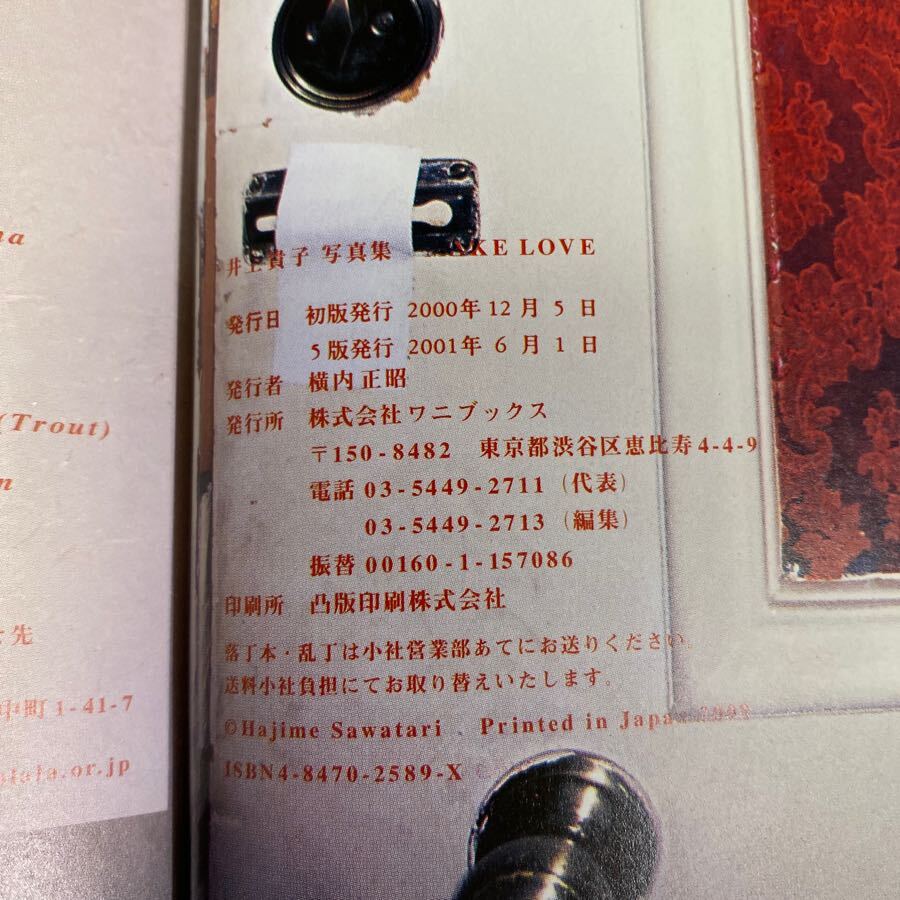 na
(Trout)
n
先
中町1-41-7
.or.jp
井上貴子 写真集 KE LOVE
発行日 初版発行 2000年12月5日
5版発行 2001年6月1日
発行者 横内正昭
発行所 株式会社ワニブックス
〒150-8482 東京都渋谷区恵比寿4-4-9
電話 03-5449-2711（代表）
03-5449-2713（編集）
振替 00160-1-157086
印刷所 凸版印刷株式会社
落丁本・乱丁は小社営業部あてにお送りください。
送料小社負担にてお取り替えいたします。
©Hajime Sawatari Printed in Japan
ISBN4-8470-2589-X